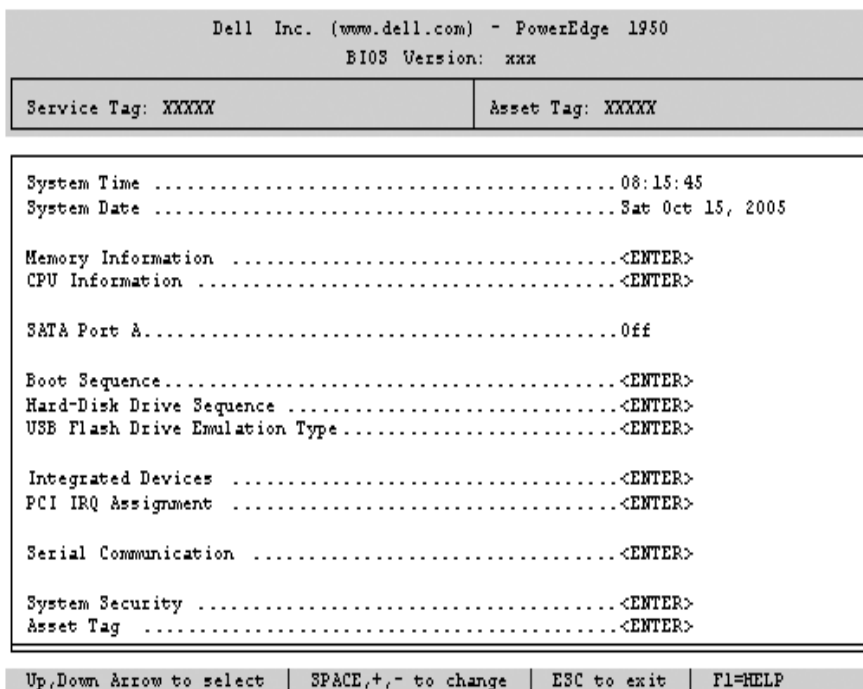 Dell Inc. (www.dell.com) - PowerEdge 1950
BIOS Version: xxx
Service Tag: XXXXX Asset Tag: XXXXX
System Time ..........................................08:15:45
System Date ..........................................Sat Oct 15, 2005
Memory Information ...................................<ENTER>
CPU Information ......................................<ENTER>
SATA Port A...........................................Off
Boot Sequence.........................................<ENTER>
Hard-Disk Drive Sequence ..............................<ENTER>
USB Flash Drive Emulation Type.........................<ENTER>
Integrated Devices ...................................<ENTER>
PCI IRQ Assignment ...................................<ENTER>
Serial Communication .................................<ENTER>
System Security ......................................<ENTER>
Asset Tag ...........................................<ENTER>
Up,Down Arrow to select | SPACE,+,- to change | ESC to exit | F1=HELP